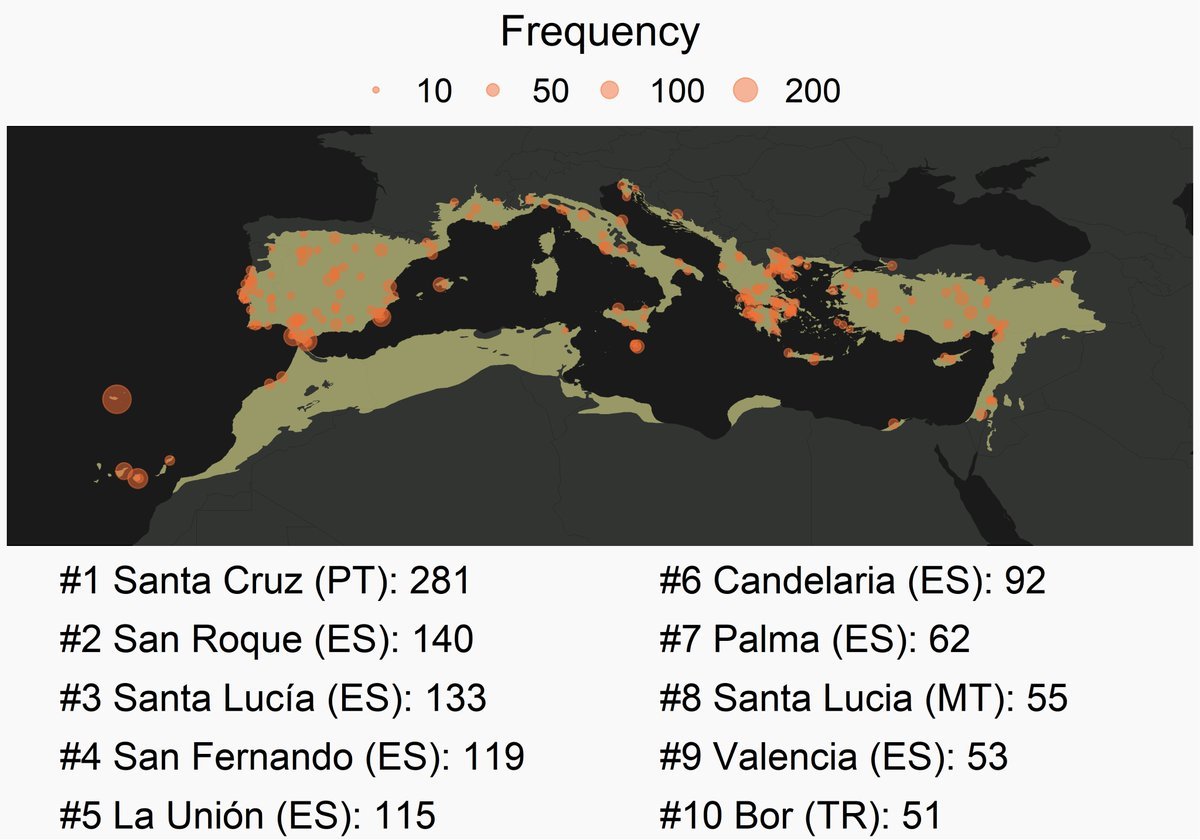 Frequency
10 50 100 200
#1 Santa Cruz (PT): 281
#2 San Roque (ES): 140
#3 Santa Lucía (ES): 133
#4 San Fernando (ES): 119
#5 La Unión (ES): 115
#6 Candelaria (ES): 92
#7 Palma (ES): 62
#8 Santa Lucia (MT): 55
#9 Valencia (ES): 53
#10 Bor (TR): 51